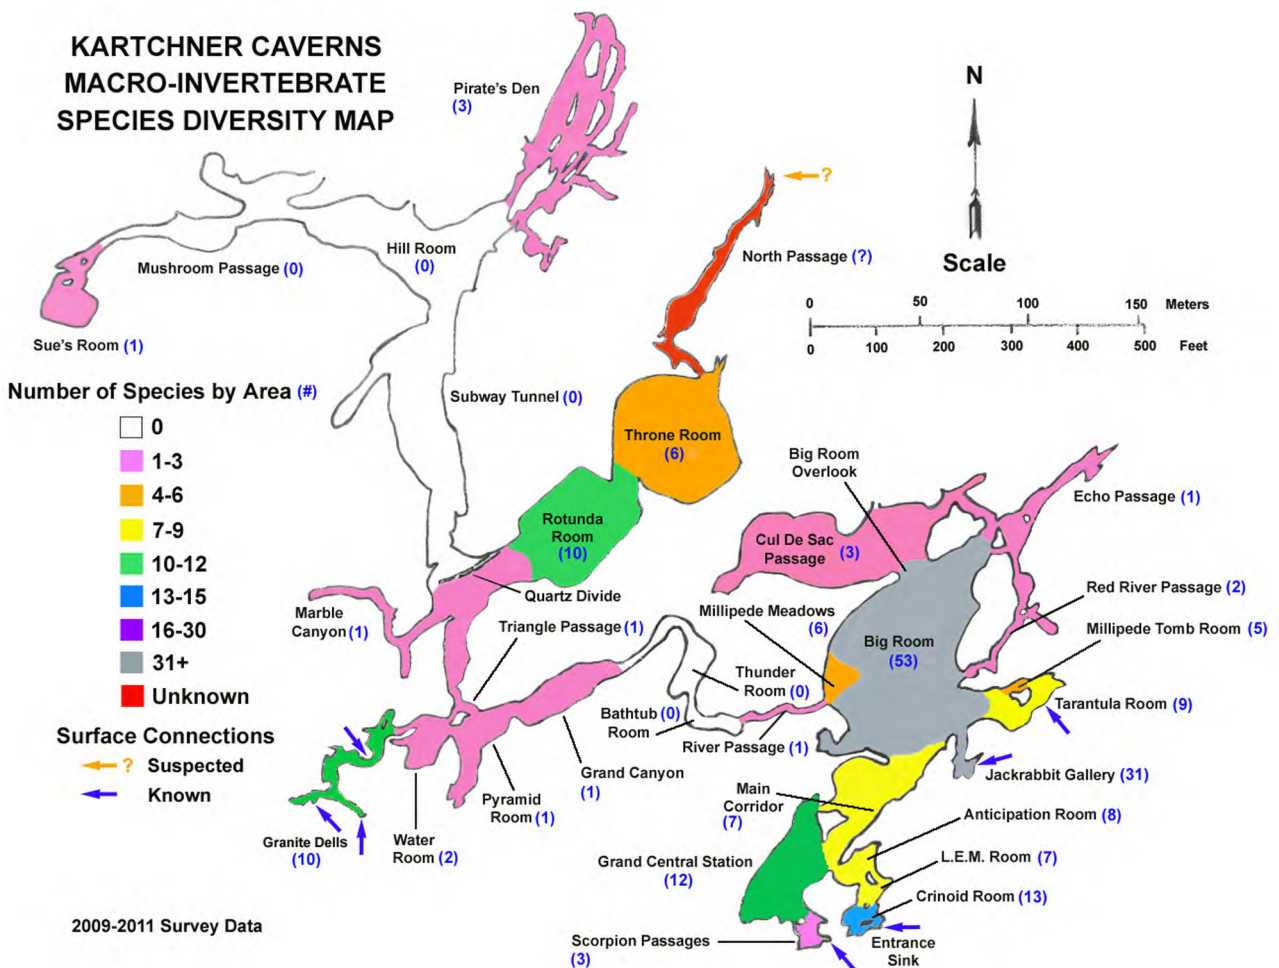 KARTCHNER CAVERNS
MACRO-INVERTEBRATE
SPECIES DIVERSITY MAP
Pirate's Den
(3)
N
?
North Passage (?)
Hill Room
(0)
Mushroom Passage (0)
Scale
0 50 100 150 Meters
0 100 200 300 400 500 Feet
Sue's Room (1)
Number of Species by Area (#)
0
1-3
4-6
7-9
10-12
13-15
16-30
31+
Unknown
Surface Connections
? Suspected
Known
Subway Tunnel (0)
Throne Room
(6)
Big Room
Overlook
Echo Passage (1)
Rotunda
Room
(10)
Cul De Sac
Passage (3)
Quartz Divide
Marble
Canyon (1)
Triangle Passage (1)
Millipede Meadows
(6)
Red River Passage (2)
Millipede Tomb Room (5)
Big Room
(53)
Thunder
Room (0)
Bathtub (0)
Room
River Passage (1)
Tarantula Room (9)
Grand Canyon
(1)
Jackrabbit Gallery (31)
Pyramid
Room (1)
Main
Corridor
(7)
Anticipation Room (8)
Granite Dells
(10)
Water
Room (2)
Grand Central Station
(12)
L.E.M. Room (7)
Crinoid Room (13)
2009-2011 Survey Data
Scorpion Passages
(3)
Entrance
Sink